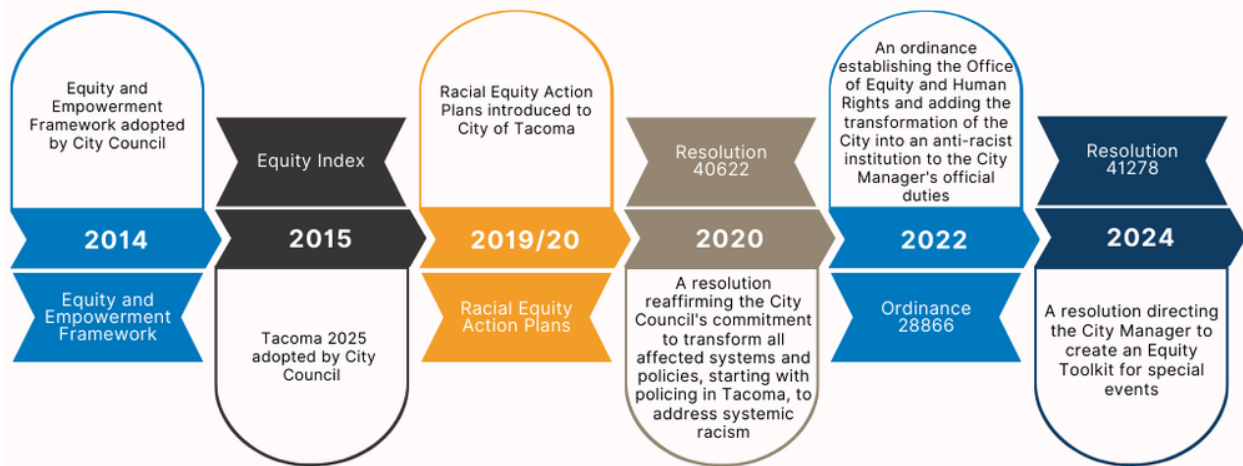 Equity and
Empowerment
Framework adopted
by City Council
2014
Equity and
Empowerment
Framework
Equity Index
2015
Tacoma 2025
adopted by City
Council
Racial Equity Action
Plans introduced to
City of Tacoma
2019/20
Racial Equity
Action Plans
Resolution
40622
2020
A resolution
reaffirming the City
Council's commitment
to transform all
affected systems and
policies, starting with
policing in Tacoma, to
address systemic
racism
An ordinance
establishing the Office
of Equity and Human
Rights and adding the
transformation of the
City into an anti-racist
institution to the City
Manager's official
duties
2022
Ordinance
28866
Resolution
41278
2024
A resolution directing
the City Manager to
create an Equity
Toolkit for special
events